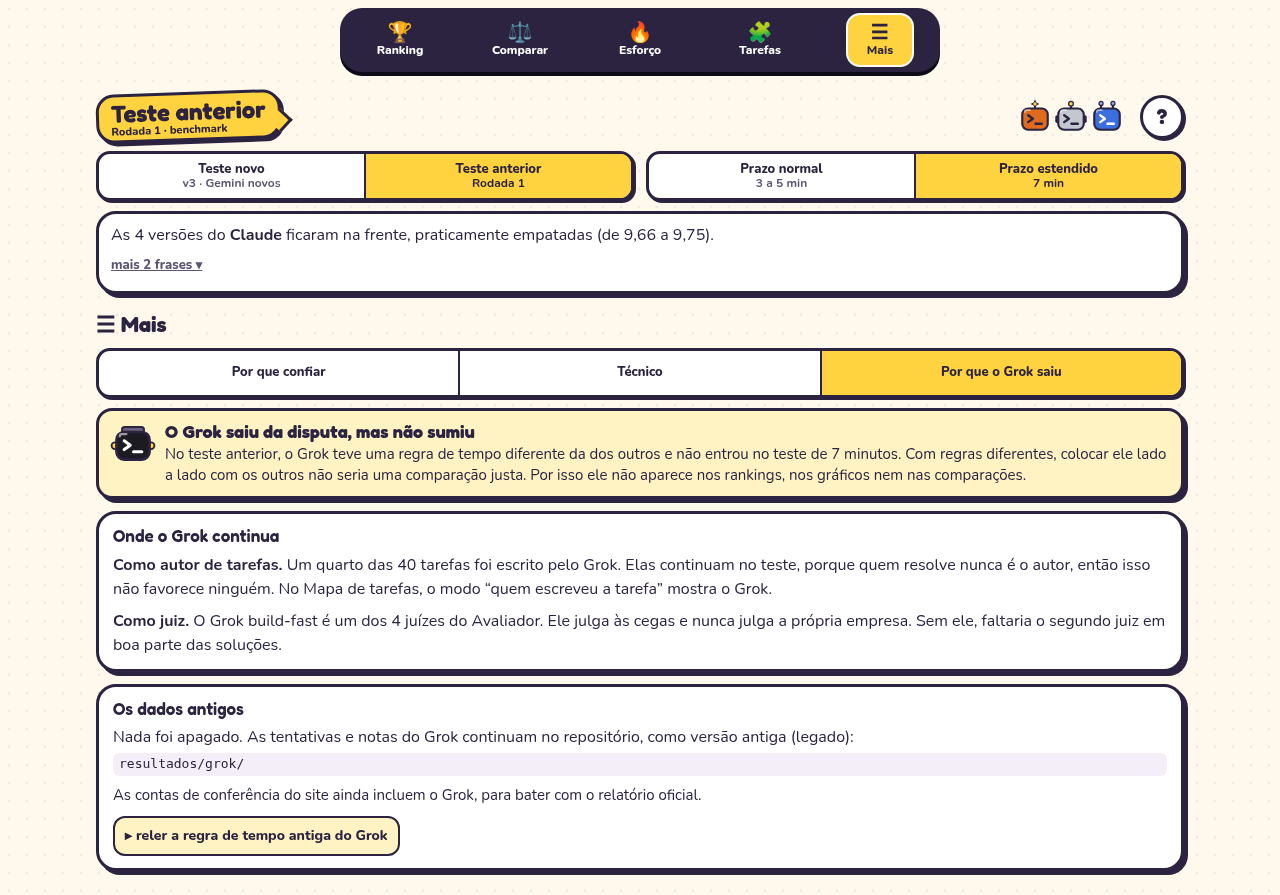 🏆 Ranking
⚖️ Comparar
🔥 Esforço
🧩 Tarefas
☰ Mais
Teste anterior
Rodada 1 · benchmark
?
Teste novo
v3 · Gemini novos
Teste anterior
Rodada 1
Prazo normal
3 a 5 min
Prazo estendido
7 min
As 4 versões do Claude ficaram na frente, praticamente empatadas (de 9,66 a 9,75).
mais 2 frases ▾
☰ Mais
Por que confiar
Técnico
Por que o Grok saiu
O Grok saiu da disputa, mas não sumiu
No teste anterior, o Grok teve uma regra de tempo diferente da dos outros e não entrou no teste de 7 minutos. Com regras diferentes, colocar ele lado
a lado com os outros não seria uma comparação justa. Por isso ele não aparece nos rankings, nos gráficos nem nas comparações.
Onde o Grok continua
Como autor de tarefas. Um quarto das 40 tarefas foi escrito pelo Grok. Elas continuam no teste, porque quem resolve nunca é o autor, então isso
não favorece ninguém. No Mapa de tarefas, o modo “quem escreveu a tarefa” mostra o Grok.
Como juiz. O Grok build-fast é um dos 4 juízes do Avaliador. Ele julga às cegas e nunca julga a própria empresa. Sem ele, faltaria o segundo juiz em
boa parte das soluções.
Os dados antigos
Nada foi apagado. As tentativas e notas do Grok continuam no repositório, como versão antiga (legado):
resultados/grok/
As contas de conferência do site ainda incluem o Grok, para bater com o relatório oficial.
▸ reler a regra de tempo antiga do Grok